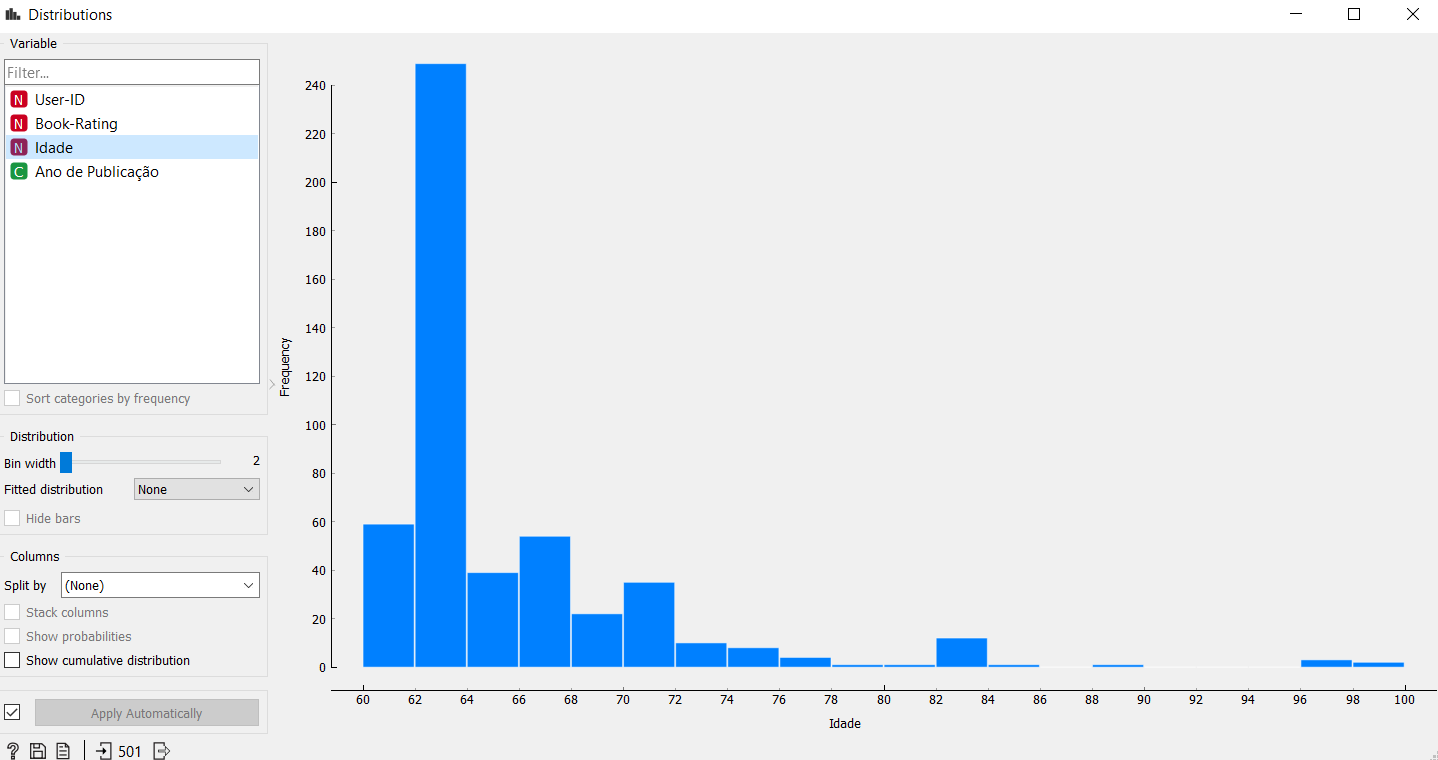 Distributions
Variable
Filter...
N User-ID
N Book-Rating
N Idade
C Ano de Publicação
Sort categories by frequency
Distribution
Bin width 2
Fitted distribution None
Hide bars
Columns
Split by (None)
Stack columns
Show probabilities
Show cumulative distribution
Apply Automatically
? 501
Frequency
240
220
200
180
160
140
120
100
80
60
40
20
0
60 62 64 66 68 70 72 74 76 78 80 82 84 86 88 90 92 94 96 98 100
Idade